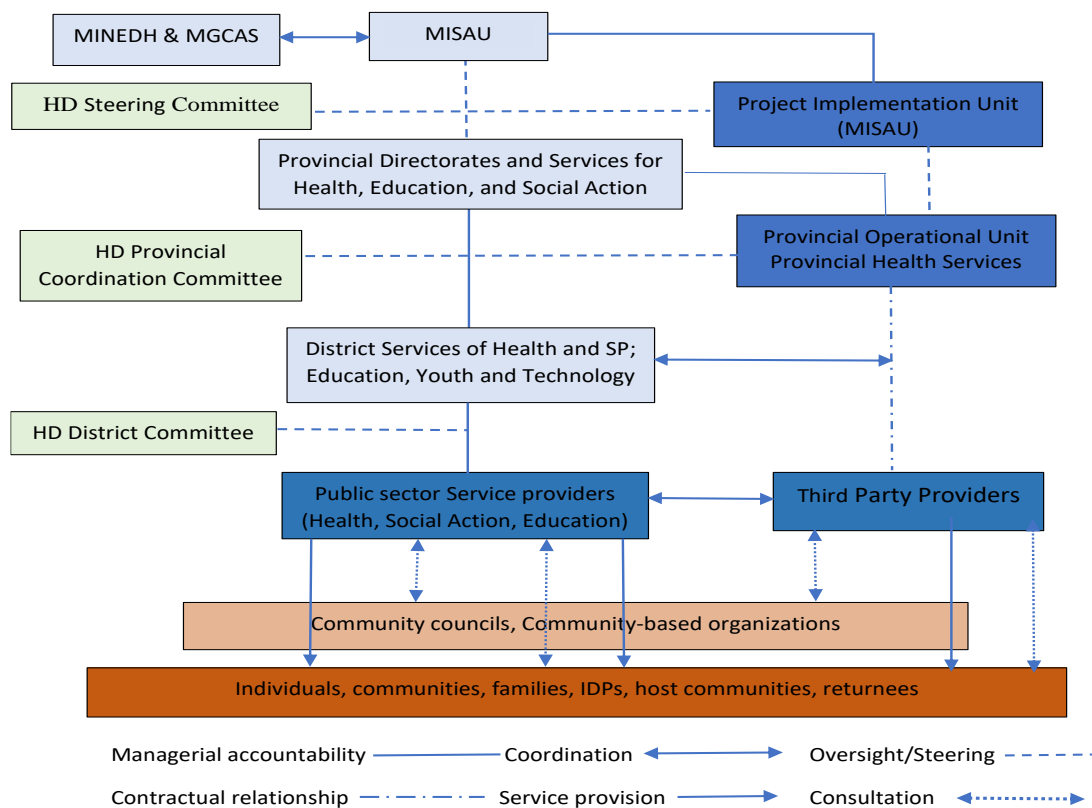 MINEDH & MGCAS
MISAU
HD Steering Committee
Project Implementation Unit
(MISAU)
Provincial Directorates and Services for
Health, Education, and Social Action
HD Provincial
Coordination Committee
Provincial Operational Unit
Provincial Health Services
District Services of Health and SP;
Education, Youth and Technology
HD District Committee
Public sector Service providers
(Health, Social Action, Education)
Third Party Providers
Community councils, Community-based organizations
Individuals, communities, families, IDPs, host communities, returnees
Managerial accountability
Coordination
Oversight/Steering
Contractual relationship
Service provision
Consultation